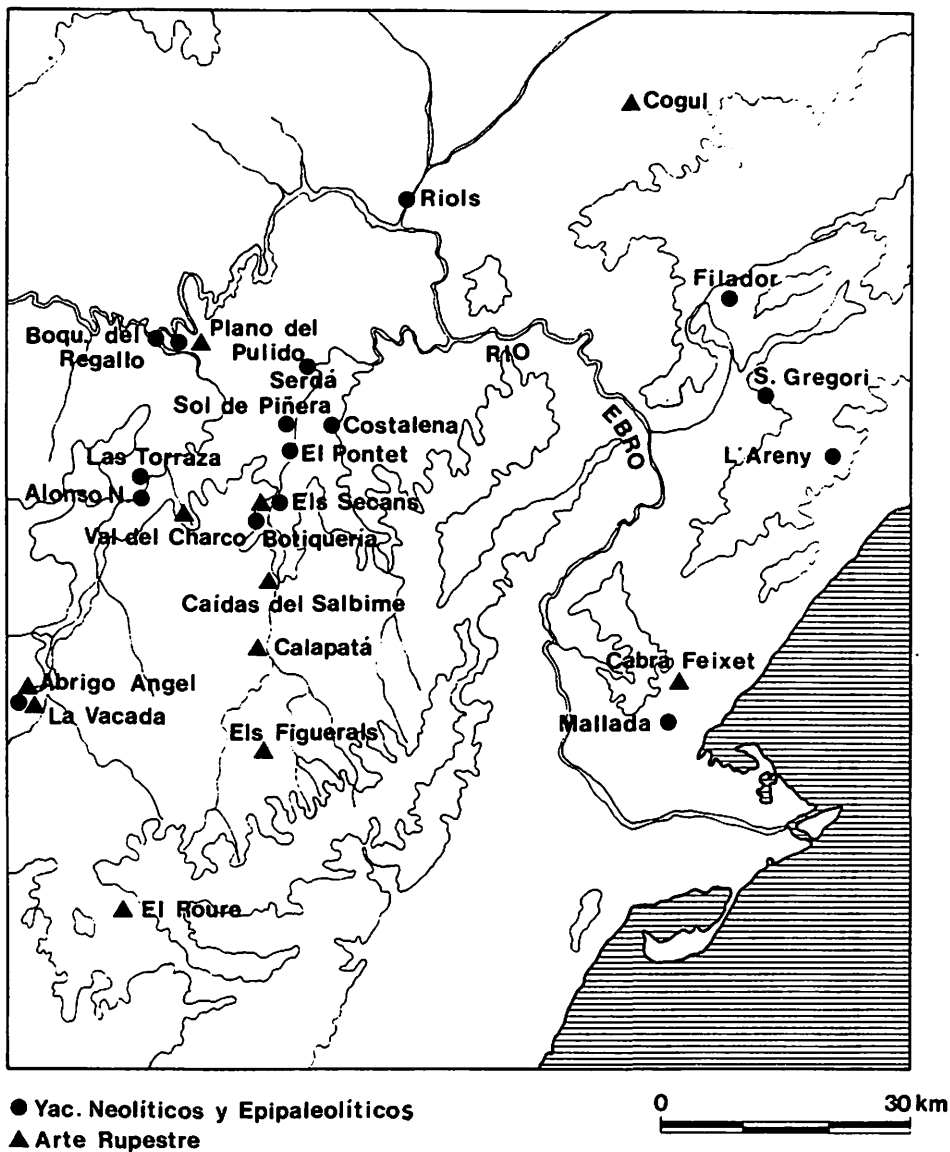 Cogul
Riols
Filador
Boqu. del
Regallo
Plano del
Pulido
RIO
EBRO
Serdá
S. Gregori
Sol de Piñera
Costalena
El Pontet
L'Areny
Las Torraza
Alonso N.
Els Secans
Val del Charco
Botiqueria
Caídas del Salbime
Calapatá
Cabra Feixet
Abrigo Angel
La Vacada
Mallada
Els Figuerals
El Roure
Yac. Neolíticos y Epipaleolíticos
Arte Rupestre
0 30 km